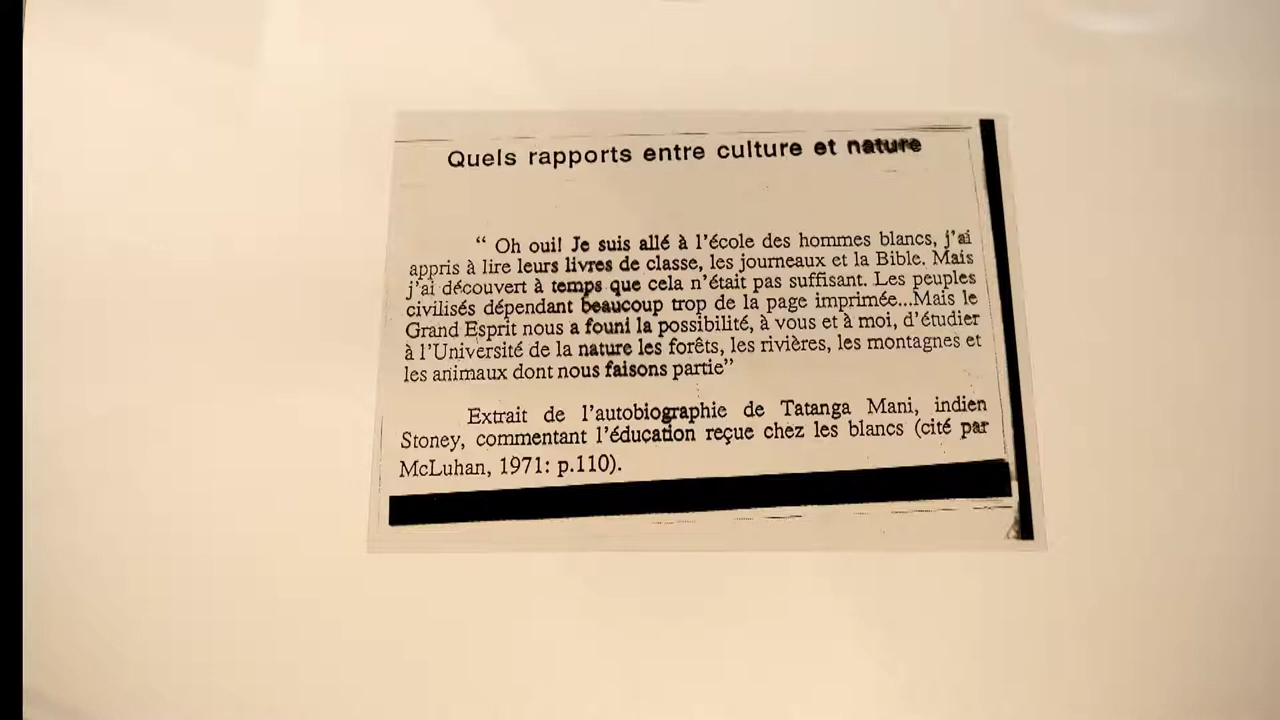 Quels rapports entre culture et nature
“ Oh oui! Je suis allé à l’école des hommes blancs, j’ai
appris à lire leurs livres de classe, les journeaux et la Bible. Mais
j’ai découvert à temps que cela n’était pas suffisant. Les peuples
civilisés dépendant beaucoup trop de la page imprimée...Mais le
Grand Esprit nous a founi la possibilité, à vous et à moi, d’étudier
à l’Université de la nature les forêts, les rivières, les montagnes et
les animaux dont nous faisons partie”
Extrait de l’autobiographie de Tatanga Mani, indien
Stoney, commentant l’éducation reçue chez les blancs (cité par
McLuhan, 1971: p.110).